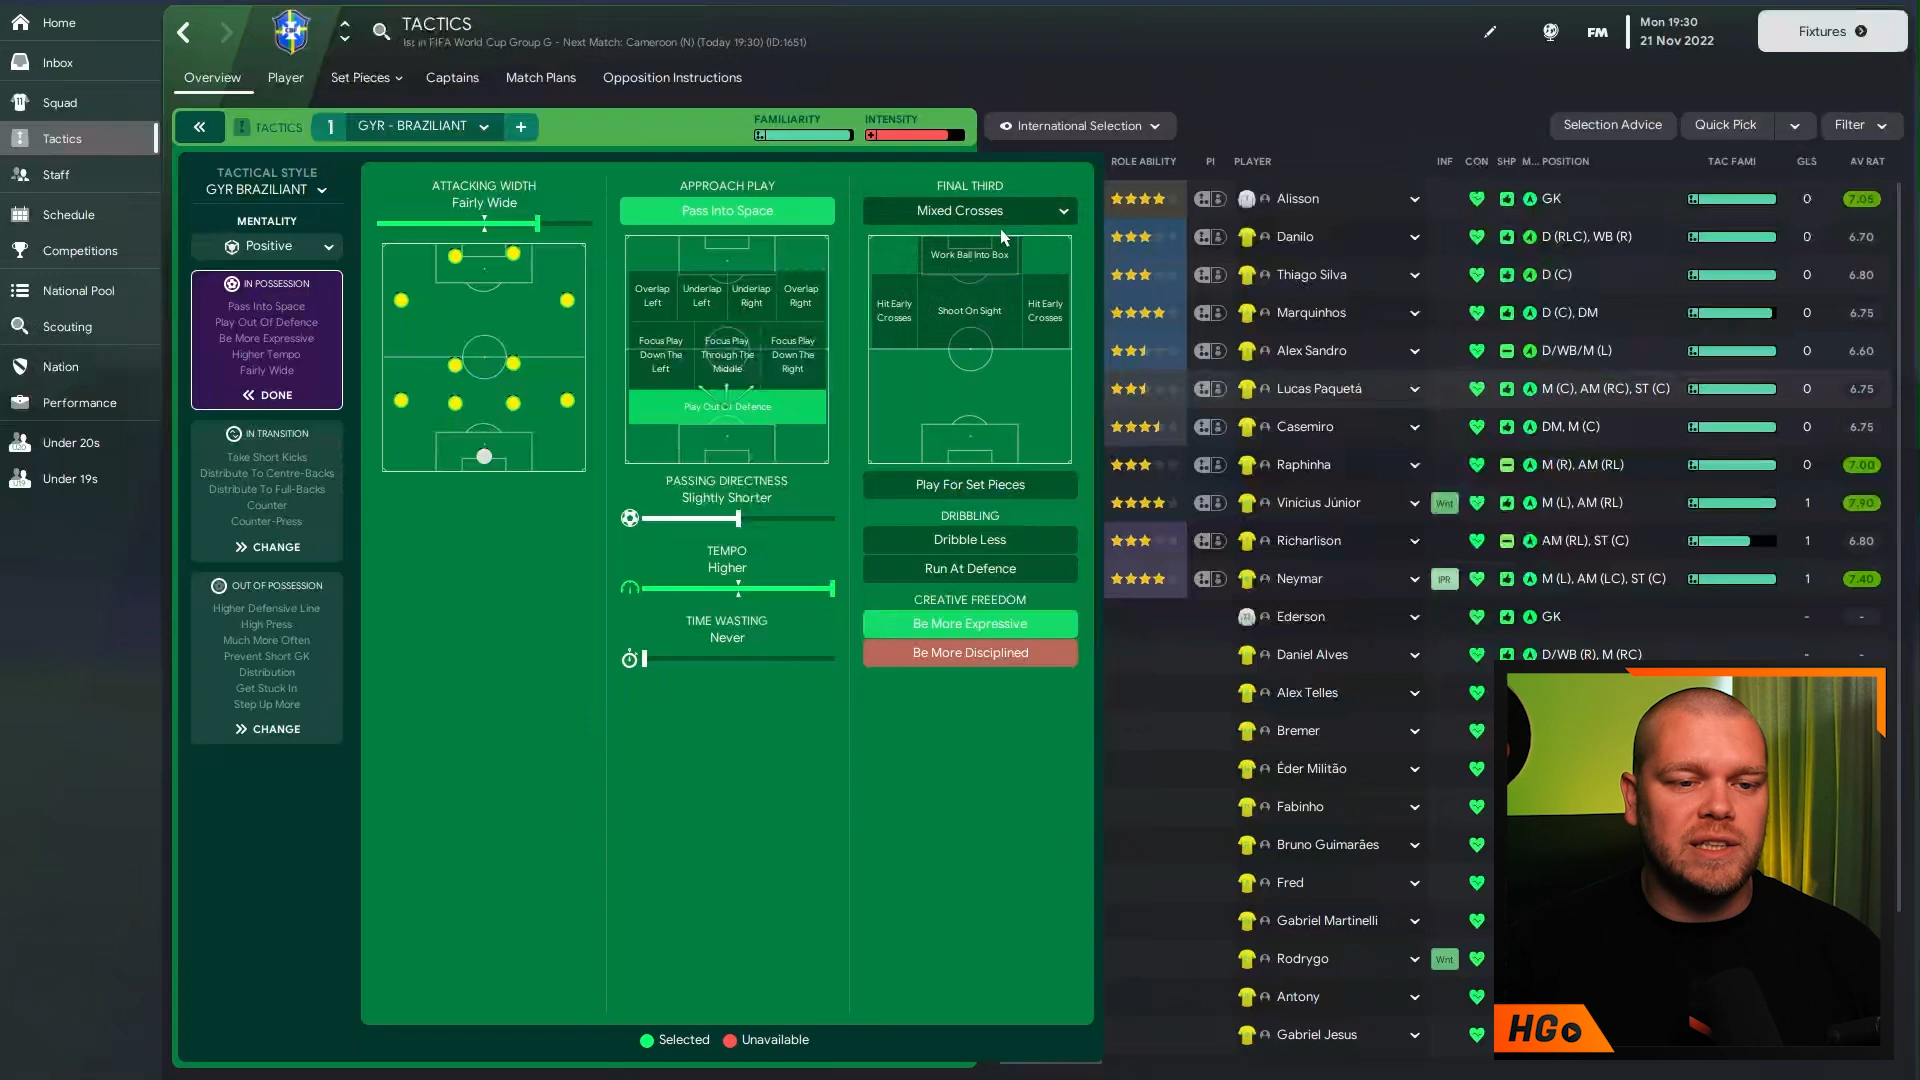 Home
Inbox
Squad
Tactics
Staff
Schedule
Competitions
National Pool
Scouting
Nation
Performance
Under 20s
Under 19s
TACTICS
1st in FIFA World Cup Group G - Next Match: Cameroon (N) (Today 19:30) (ID:1651)
FM
Mon 19:30
21 Nov 2022
Fixtures
Overview
Player
Set Pieces
Captains
Match Plans
Opposition Instructions
TACTICS
1
GYR - BRAZILIANT
FAMILIARITY
INTENSITY
International Selection
Selection Advice
Quick Pick
Filter
TACTICAL STYLE
GYR BRAZILIANT
MENTALITY
Positive
IN POSSESSION
Pass Into Space
Play Out Of Defence
Be More Expressive
Higher Tempo
Fairly Wide
DONE
IN TRANSITION
Take Short Kicks
Distribute To Centre-Backs
Distribute To Full-Backs
Counter
Counter-Press
CHANGE
OUT OF POSSESSION
Higher Defensive Line
High Press
Much More Often
Prevent Short GK
Distribution
Get Stuck In
Step Up More
CHANGE
ATTACKING WIDTH
Fairly Wide
APPROACH PLAY
Pass Into Space
Overlap Left
Underlap Left
Underlap Right
Overlap Right
Focus Play Down The Left
Focus Play Through The Middle
Focus Play Down The Right
Play Out Of Defence
PASSING DIRECTNESS
Slightly Shorter
TEMPO
Higher
TIME WASTING
Never
FINAL THIRD
Mixed Crosses
Work Ball Into Box
Hit Early Crosses
Shoot On Sight
Hit Early Crosses
Play For Set Pieces
DRIBBLING
Dribble Less
Run At Defence
CREATIVE FREEDOM
Be More Expressive
Be More Disciplined
Selected
Unavailable
ROLE ABILITY PI PLAYER INF CON SHP M... POSITION TAC FAMI GLS AV RAT
Alisson GK 0 7.05
Danilo D (RLC), WB (R) 0 6.70
Thiago Silva D (C) 0 6.80
Marquinhos D (C), DM 0 6.75
Alex Sandro D/WB/M (L) 0 6.60
Lucas Paquetá M (C), AM (RC), ST (C) 0 6.75
Casemiro DM, M (C) 0 6.75
Raphinha M (R), AM (RL) 0 7.00
Vinícius Júnior Wnt M (L), AM (RL) 1 7.90
Richarlison AM (RL), ST (C) 1 6.80
Neymar IPR M (L), AM (LC), ST (C) 1 7.40
Ederson GK - -
Daniel Alves D/WB (R), M (RC) - -
Alex Telles
Bremer
Éder Militão
Fabinho
Bruno Guimarães
Fred
Gabriel Martinelli
Rodrygo Wnt
Antony
Gabriel Jesus
HGo